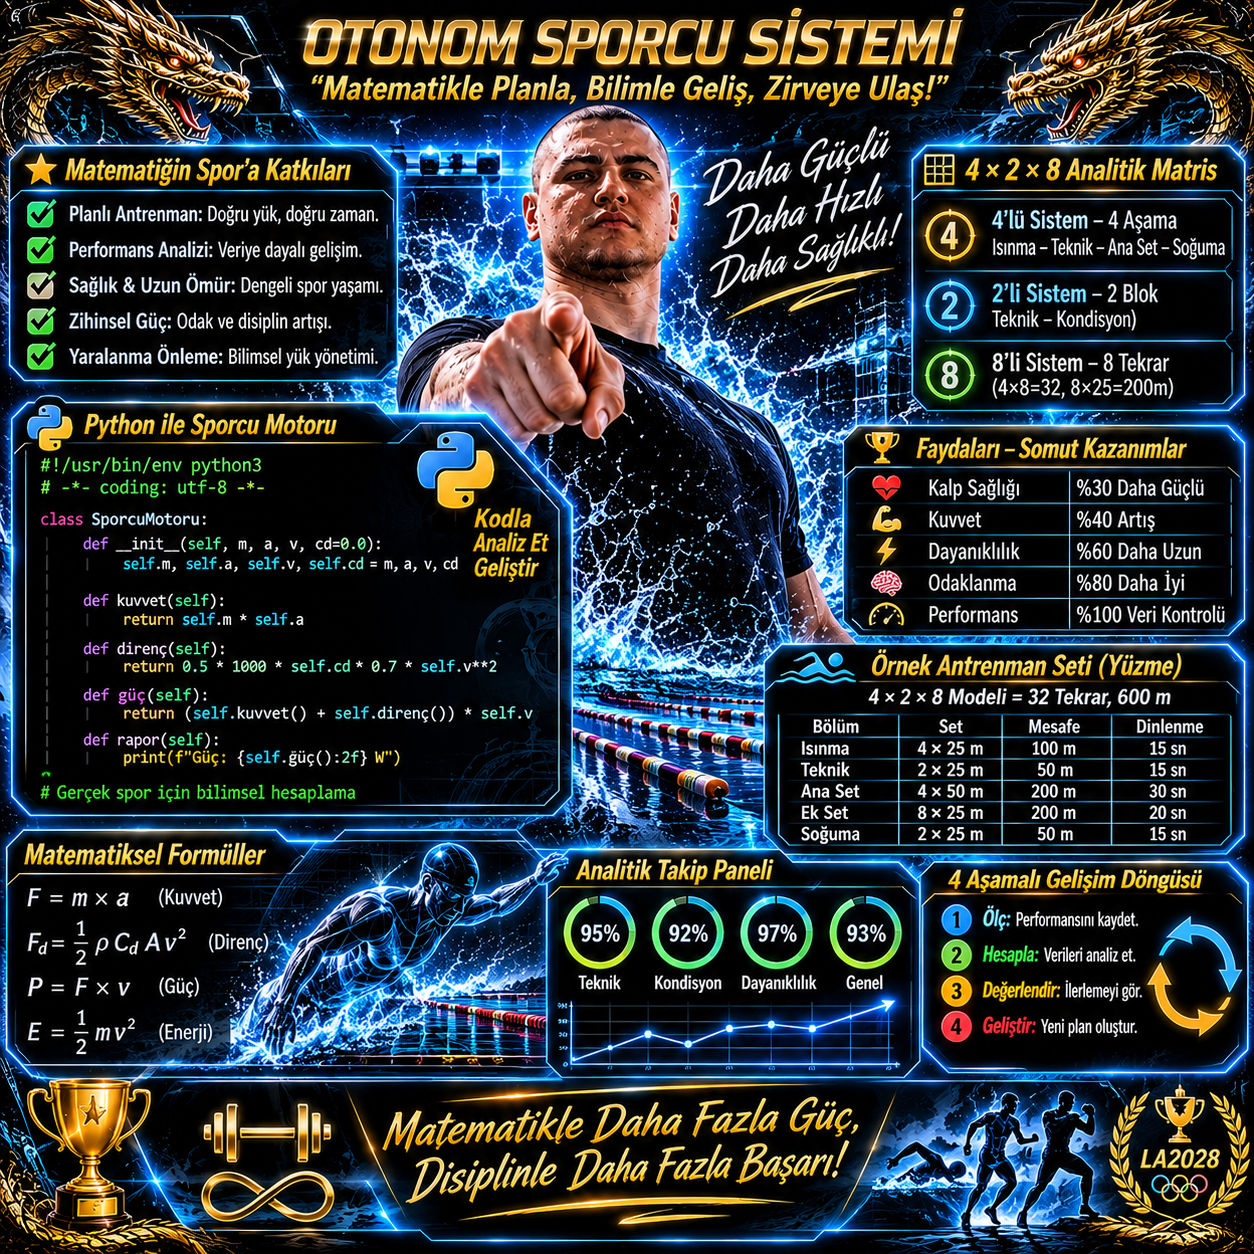 OTONOM SPORCU SİSTEMİ
“Matematikle Planla, Bilimle Geliş, Zirveye Ulaş!”
Daha Güçlü
Daha Hızlı
Daha Sağlıklı!
Matematiğin Spor'a Katkıları
Planlı Antrenman: Doğru yük, doğru zaman.
Performans Analizi: Veriye dayalı gelişim.
Sağlık & Uzun Ömür: Dengeli spor yaşamı.
Zihinsel Güç: Odak ve disiplin artışı.
Yaralanma Önleme: Bilimsel yük yönetimi.
4 × 2 × 8 Analitik Matris
4
4'lü Sistem – 4 Aşama
Isınma – Teknik – Ana Set – Soğuma
2
2'li Sistem – 2 Blok
Teknik – Kondisyon)
8
8'li Sistem – 8 Tekrar
(4×8=32, 8×25=200m)
Python ile Sporcu Motoru
#!/usr/bin/env python3
# -*- coding: utf-8 -*-
class SporcuMotoru:
def __init__(self, m, a, v, cd=0.0):
self.m, self.a, self.v, self.cd = m, a, v, cd
def kuvvet(self):
return self.m * self.a
def direnç(self):
return 0.5 * 1000 * self.cd * 0.7 * self.v**2
def güç(self):
return (self.kuvvet() + self.direnç()) * self.v
def rapor(self):
print(f"Güç: {self.ğüç():2f} W")
# Gerçek spor için bilimsel hesaplama
Kodla
Analiz Et
Geliştir
Faydaları – Somut Kazanımlar
Kalp Sağlığı %30 Daha Güçlü
Kuvvet %40 Artış
Dayanıklılık %60 Daha Uzun
Odaklanma %80 Daha İyi
Performans %100 Veri Kontrolü
Örnek Antrenman Seti (Yüzme)
4 × 2 × 8 Modeli = 32 Tekrar, 600 m
Bölüm Set Mesafe Dinlenme
Isınma 4 × 25 m 100 m 15 sn
Teknik 2 × 25 m 50 m 15 sn
Ana Set 4 × 50 m 200 m 30 sn
Ek Set 8 × 25 m 200 m 20 sn
Soğuma 2 × 25 m 50 m 15 sn
Matematiksel Formüller
F = m × a (Kuvvet)
F_d = 1/2 ρ C_d A v² (Direnç)
P = F × v (Güç)
E = 1/2 mv² (Enerji)
Analitik Takip Paneli
95% 92% 97% 93%
Teknik Kondisyon Dayanıklılık Genel
4 Aşamalı Gelişim Döngüsü
1 Ölç: Performansını kaydet.
2 Hesapla: Verileri analiz et.
3 Değerlendir: İlerlemeyi gör.
4 Geliştir: Yeni plan oluştur.
Matematikle Daha Fazla Güç,
Disiplinle Daha Fazla Başarı!
LA2028